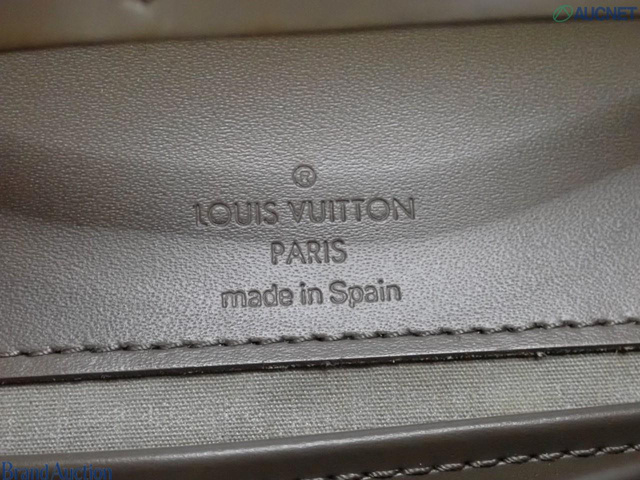 AUCNET
®
LOUIS VUITTON
PARIS
made in Spain
Brand Auction